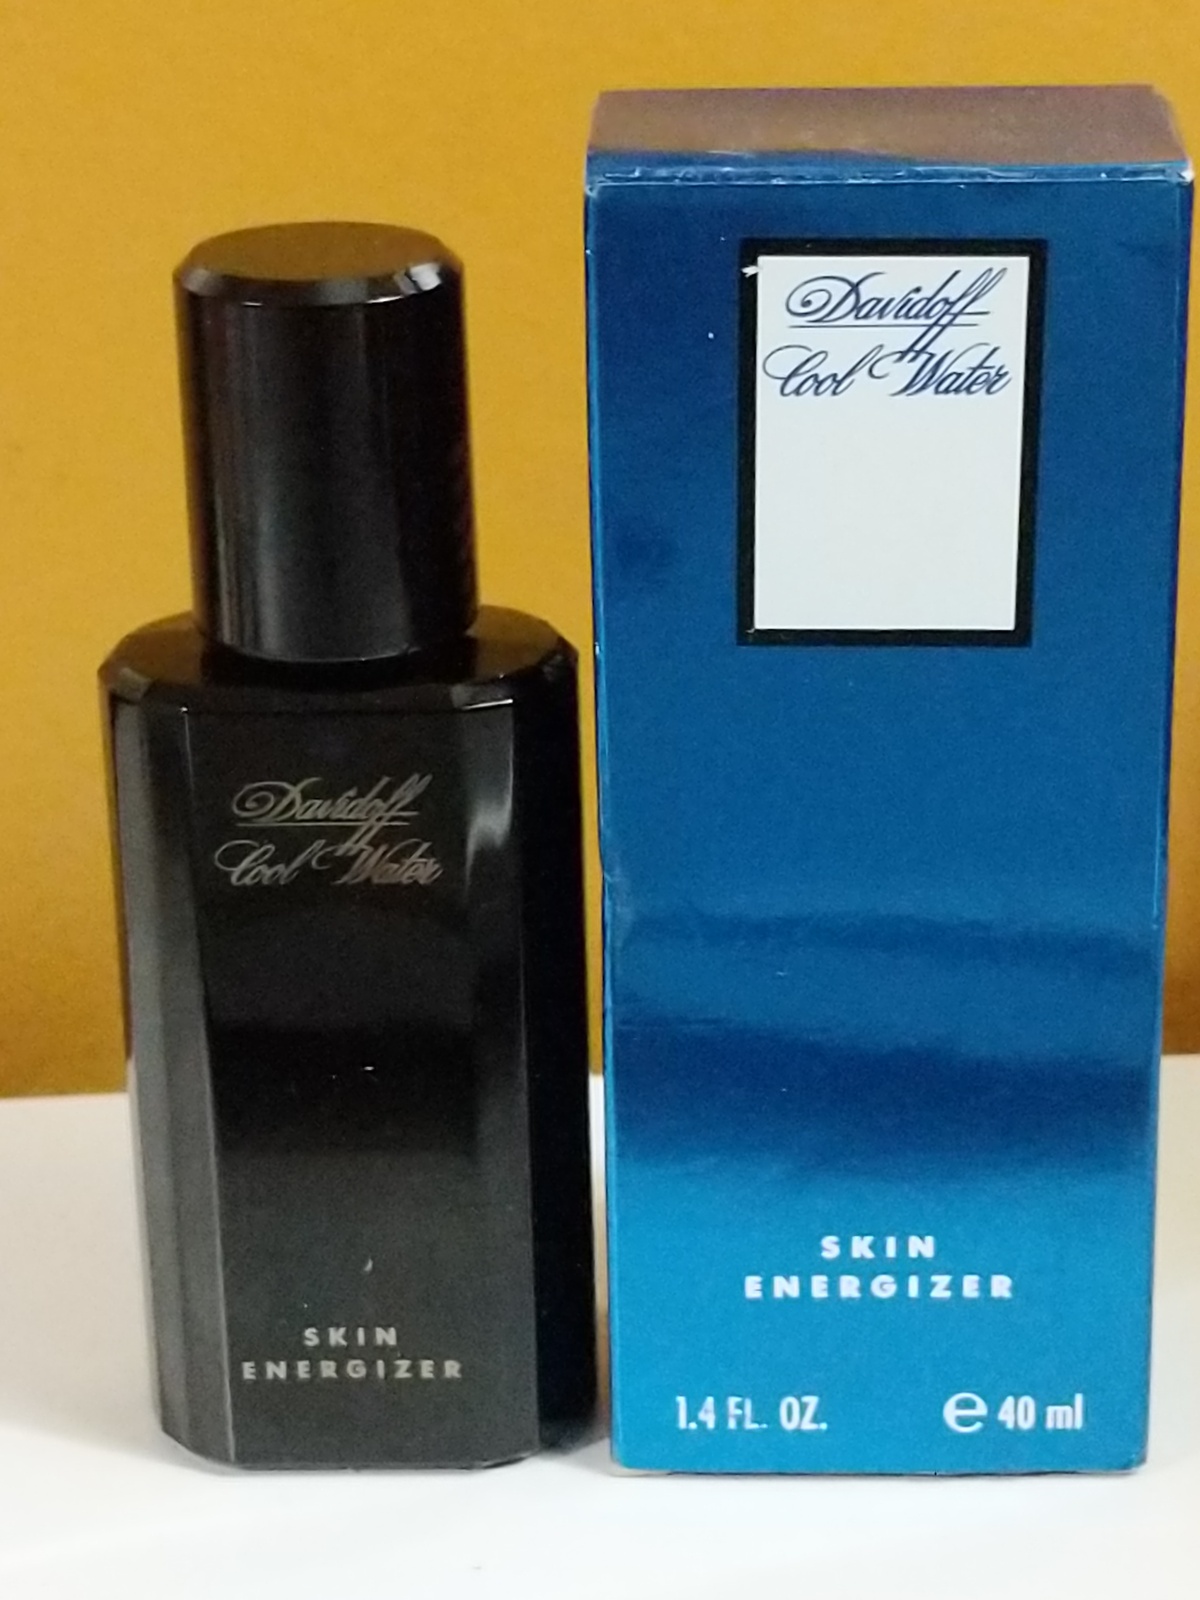 Davidoff
Cool Water
SKIN
ENERGIZER
Davidoff
Cool Water
SKIN
ENERGIZER
1.4 FL. OZ. e 40 ml